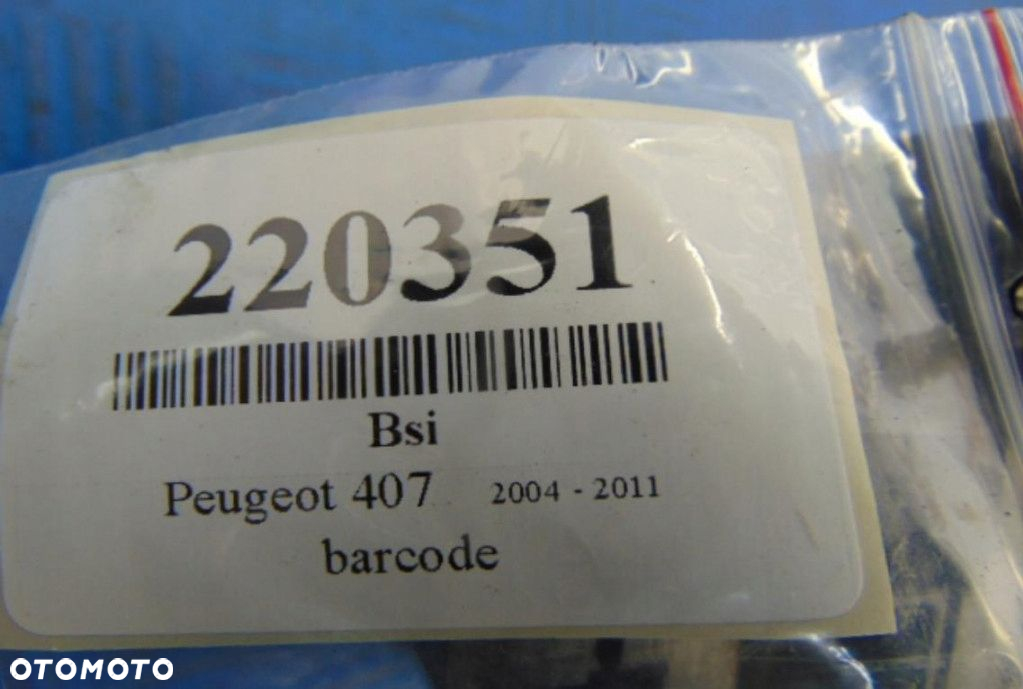 220351
Bsi
Peugeot 407 2004 - 2011
barcode
OTOMOTO